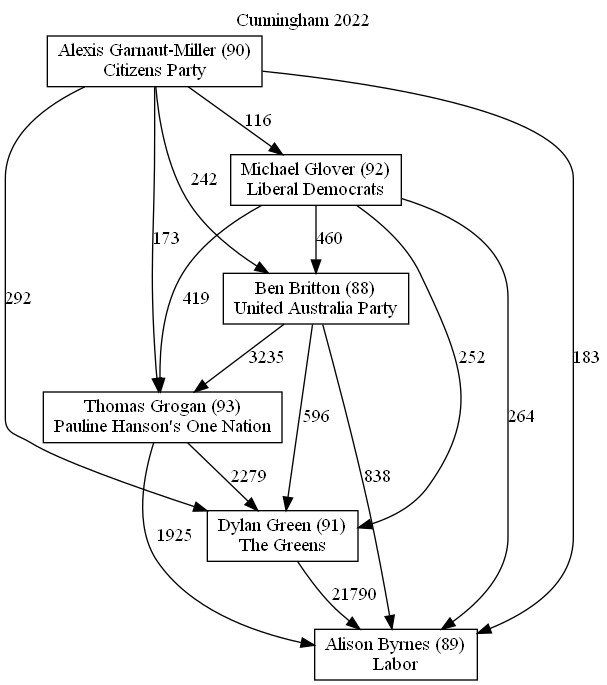 Cunningham 2022
Alexis Garnaut-Miller (90)
Citizens Party
116
Michael Glover (92)
Liberal Democrats
242
173
460
292
419
Ben Britton (88)
United Australia Party
3235
252
183
Thomas Grogan (93)
Pauline Hanson's One Nation
596
264
2279
838
Dylan Green (91)
The Greens
1925
21790
Alison Byrnes (89)
Labor